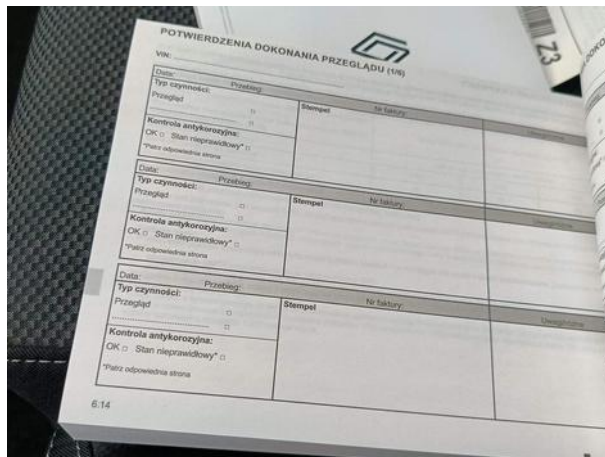 POTWIERDZENIA DOKONANIA PRZEGLĄDU (1/6)
VIN:
Data: Przebieg:
Typ czynności: Stempel Nr faktury:
Przegląd
Kontrola antykorozyjna:
OK □ Stan nieprawidłowy* □
*Patrz odpowiednia strona
Data: Przebieg:
Typ czynności: Stempel Nr faktury:
Przegląd
Kontrola antykorozyjna:
OK □ Stan nieprawidłowy* □
*Patrz odpowiednia strona
Data: Przebieg:
Typ czynności: Stempel Nr faktury:
Przegląd
Kontrola antykorozyjna:
OK □ Stan nieprawidłowy* □
*Patrz odpowiednia strona
6.14
Z3